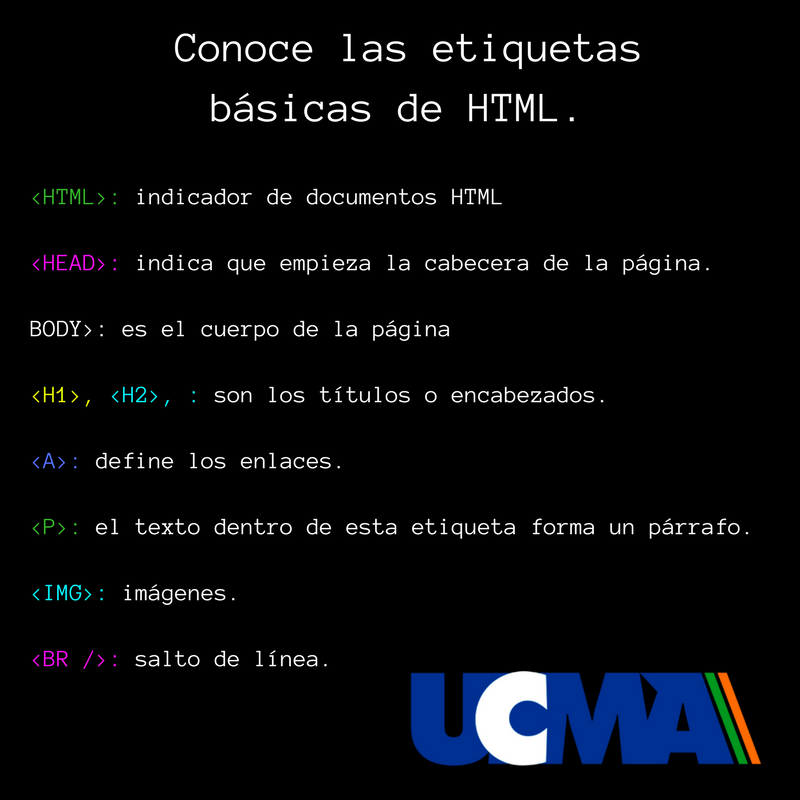 Conoce las etiquetas
básicas de HTML.
<HTML>: indicador de documentos HTML
<HEAD>: indica que empieza la cabecera de la página.
BODY>: es el cuerpo de la página
<H1>, <H2>, : son los títulos o encabezados.
<A>: define los enlaces.
<P>: el texto dentro de esta etiqueta forma un párrafo.
<IMG>: imágenes.
<BR />: salto de línea.
UCMA